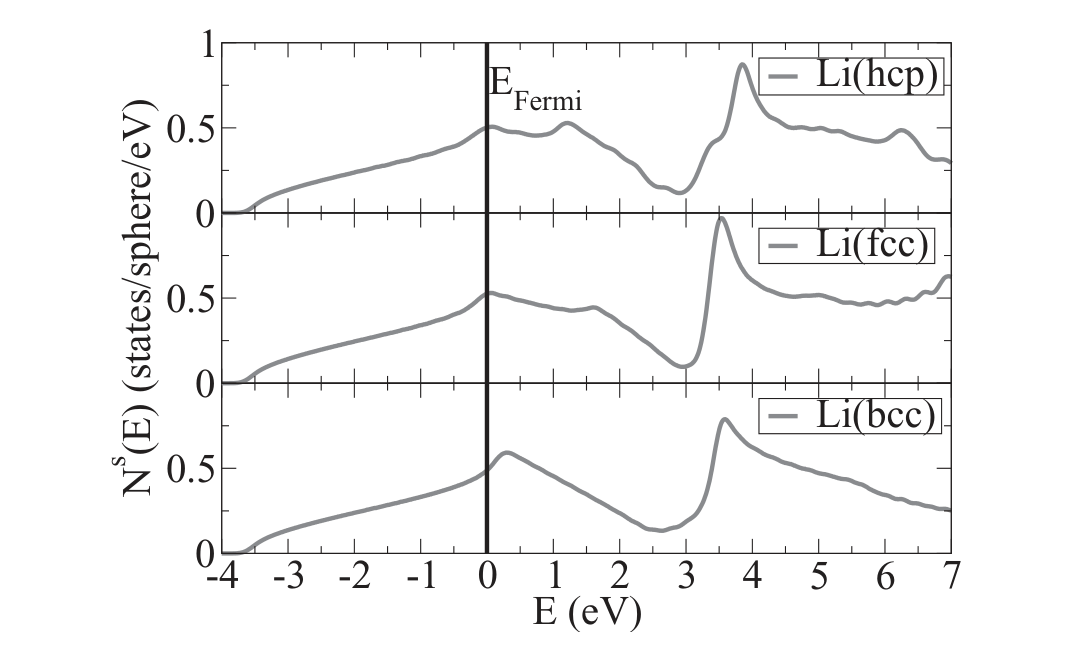 1
E_Fermi
Li(hcp)
0.5
0
Li(fcc)
0.5
0
Li(bcc)
0.5
0
N^s(E) (states/sphere/eV)
-4 -3 -2 -1 0 1 2 3 4 5 6 7
E (eV)